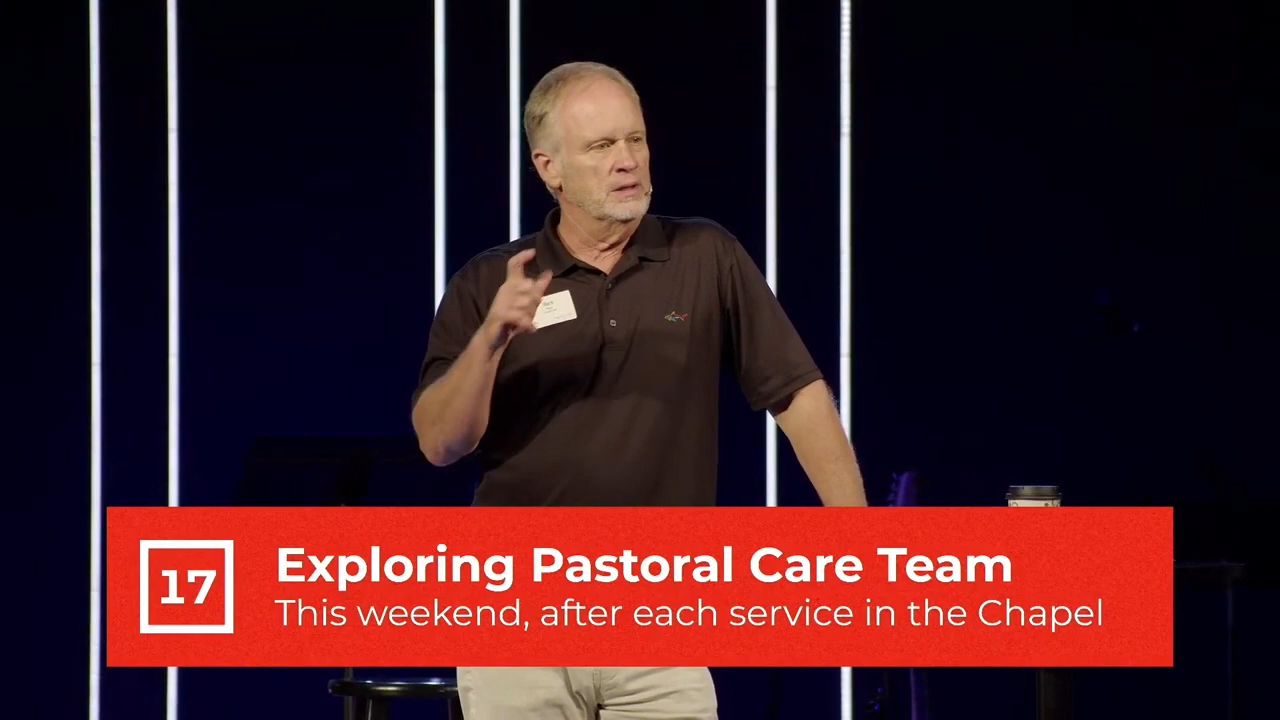 17
Exploring Pastoral Care Team
This weekend, after each service in the Chapel